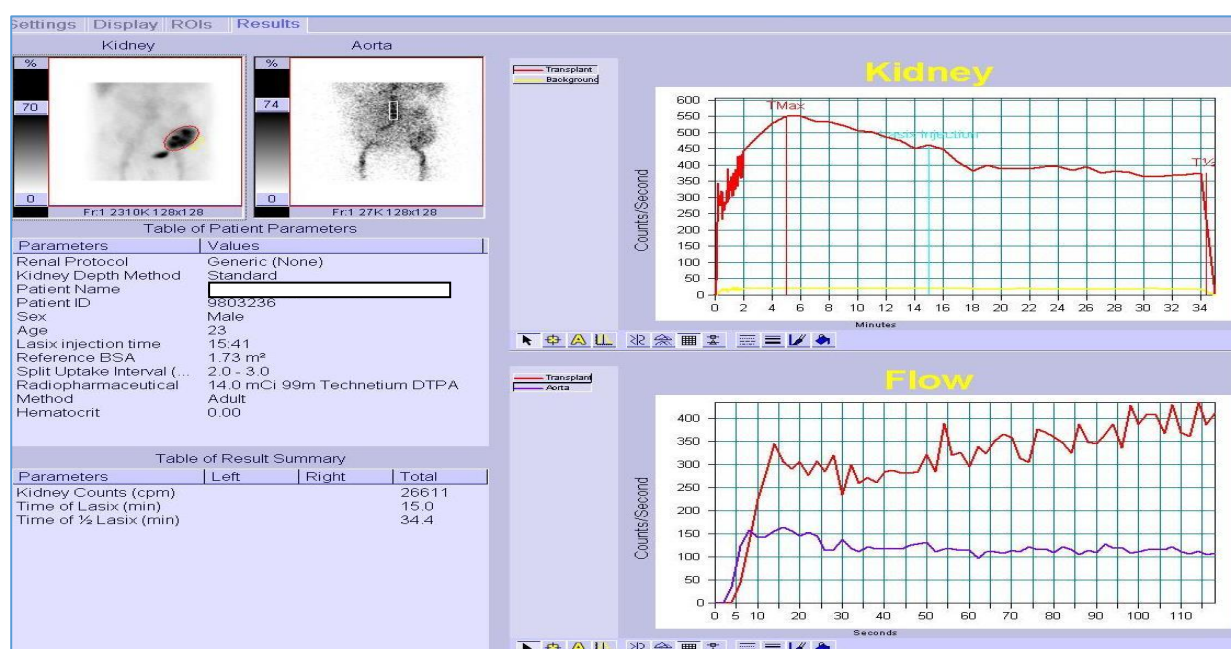 Settings Display ROIs Results
Kidney Aorta
% %
70 74
0 0
Fr:1 2310K 128x128 Fr:1 27K 128x128
Table of Patient Parameters
Parameters Values
Renal Protocol Generic (None)
Kidney Depth Method Standard
Patient Name
Patient ID 9803236
Sex Male
Age 23
Lasix injection time 15:41
Reference BSA 1.73 m²
Split Uptake Interval (... 2.0 - 3.0
Radiopharmaceutical 14.0 mCi 99m Technetium DTPA
Method Adult
Hematocrit 0.00
Table of Result Summary
Parameters Left Right Total
Kidney Counts (cpm) 26611
Time of Lasix (min) 15.0
Time of ½ Lasix (min) 34.4
Transplant
Background
Kidney
TMax
Injection
T½
Counts/Second
600
550
500
450
400
350
300
250
200
150
100
50
0
0 2 4 6 8 10 12 14 16 18 20 22 24 26 28 30 32 34
Minutes
Transplant
Aorta
Flow
Counts/Second
400
350
300
250
200
150
100
50
0
0 5 10 20 30 40 50 60 70 80 90 100 110
Seconds